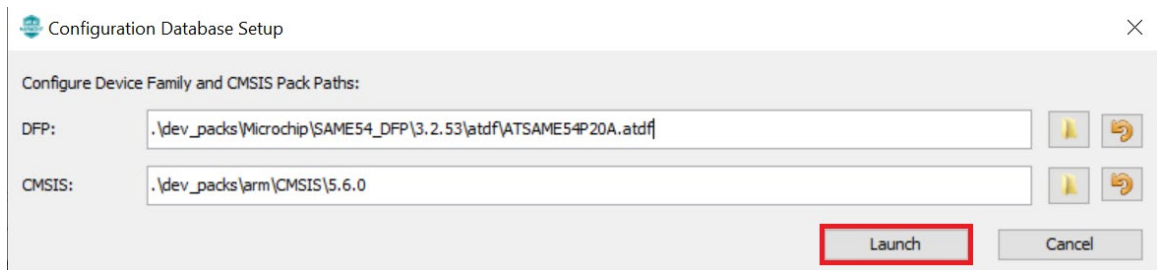 Configuration Database Setup
Configure Device Family and CMSIS Pack Paths:
DFP: .\dev_packs\Microchip\SAME54_DFP\3.2.53\atdf\ATSAME54P20A.atdf
CMSIS: .\dev_packs\arm\CMSIS\5.6.0
Launch Cancel